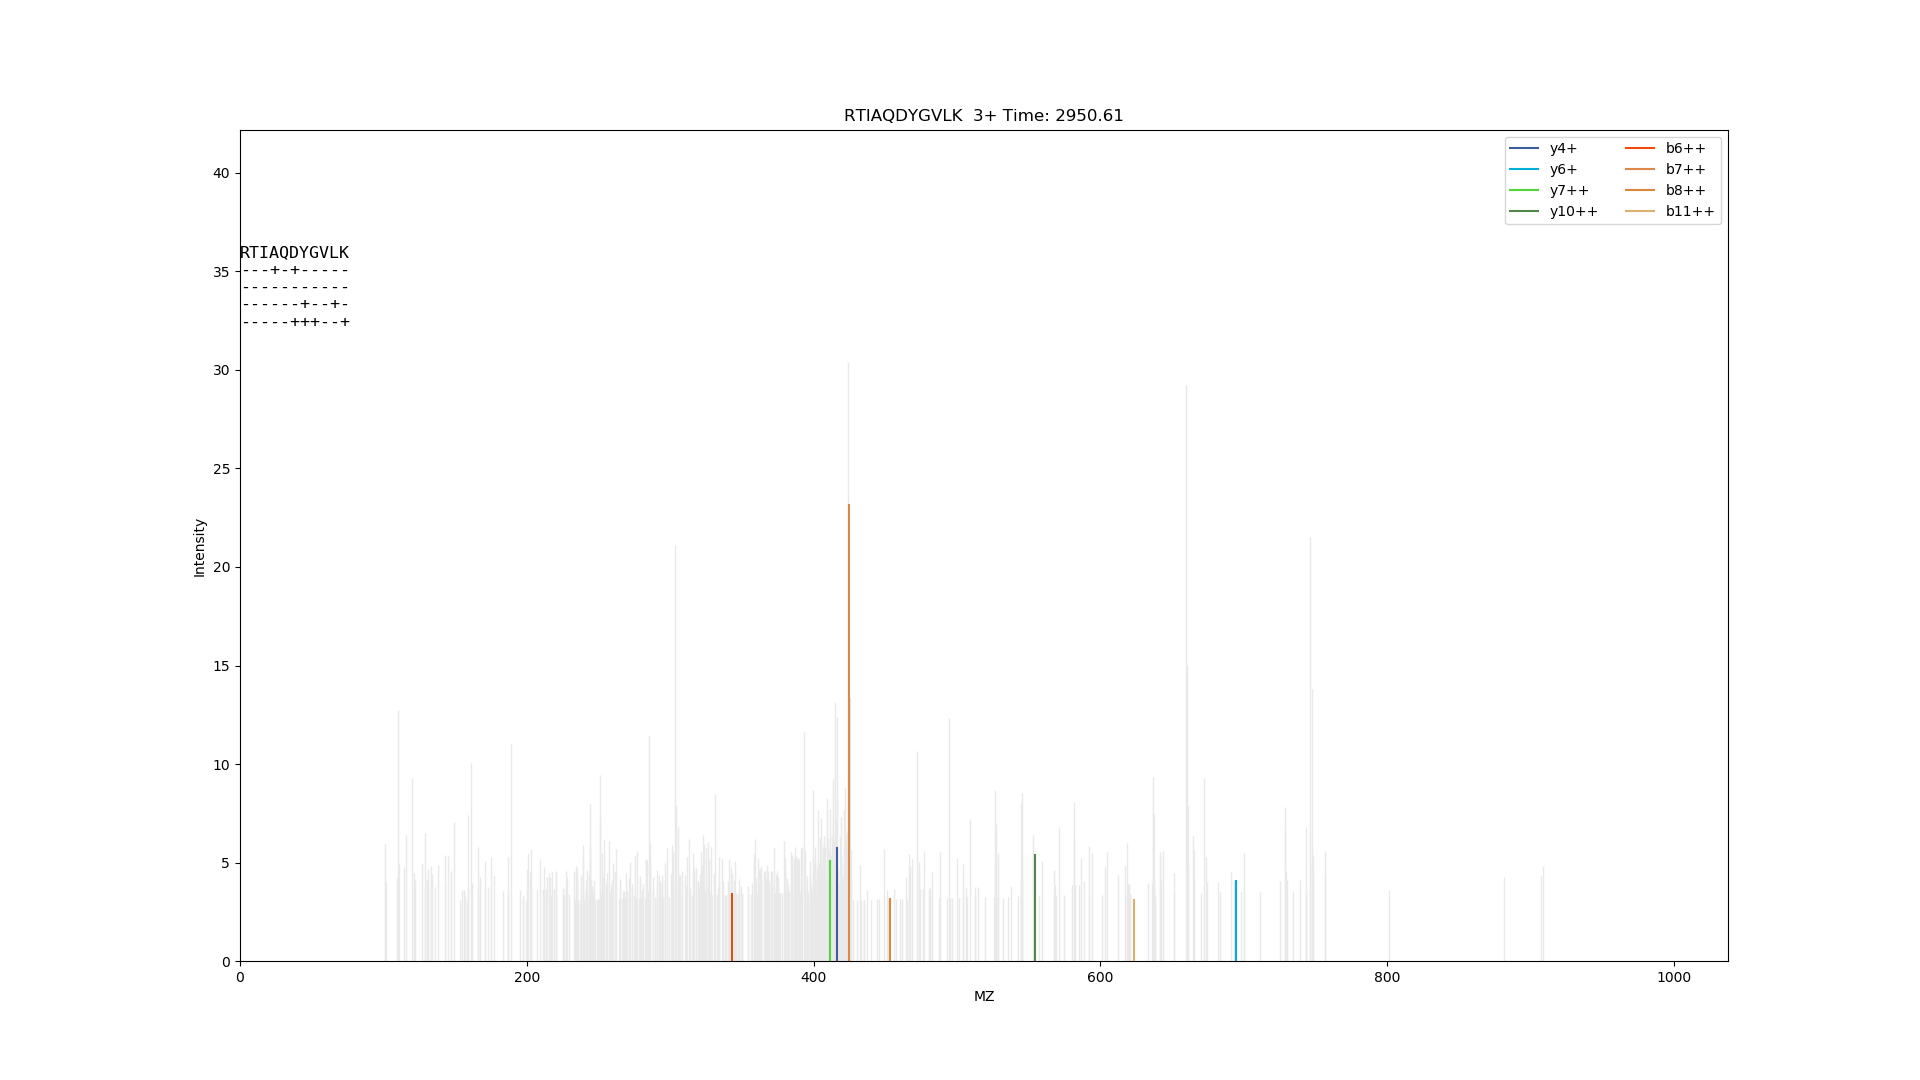 RTIAQDYGVLK  3+ Time: 2950.61
y4+ b6++
y6+ b7++
y7++ b8++
y10++ b11++
40
RTIAQDYGVLK
35 ---+-+-----
-----------
------+--+-
-----+++--+
30
25
20
15
10
5
0
Intensity
0 200 400 600 800 1000
MZ